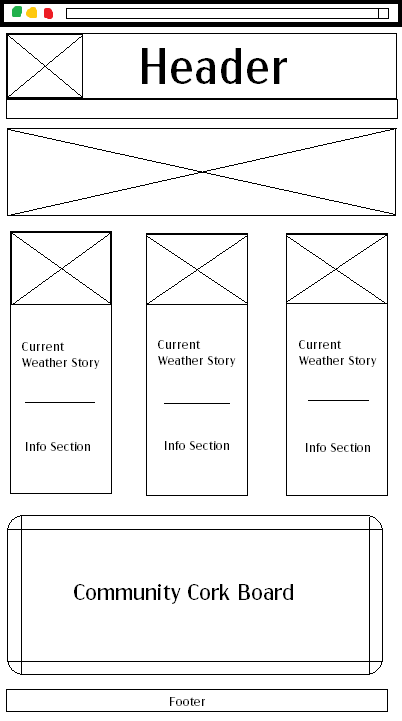 Header
Current
Weather Story
Info Section
Current
Weather Story
Info Section
Current
Weather Story
Info Section
Community Cork Board
Footer